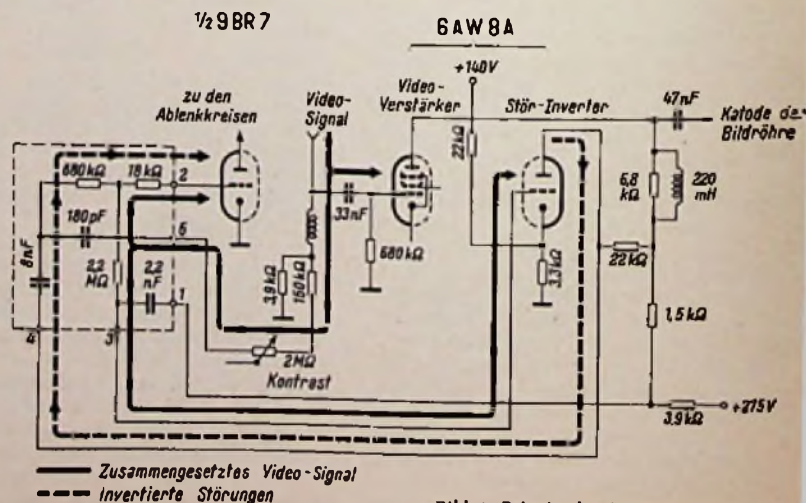 ½ 9BR7
6AW8A
+140V
zu den
Ablenkkreisen
Video-
Signal
Video-
Verstärker
Stör-Inverter
47nF
Katode der
Bildröhre
22kΩ
680kΩ
18kΩ
2
180pF
6
8nF
2,2
MΩ
22
nF
1
4
3
33nF
680kΩ
3,9kΩ
150kΩ
2MΩ
Kontrast
3,3kΩ
6,8
kΩ
220
mH
22kΩ
1,5kΩ
3,9kΩ
+275V
Zusammengesetztes Video-Signal
Invertierte Störungen